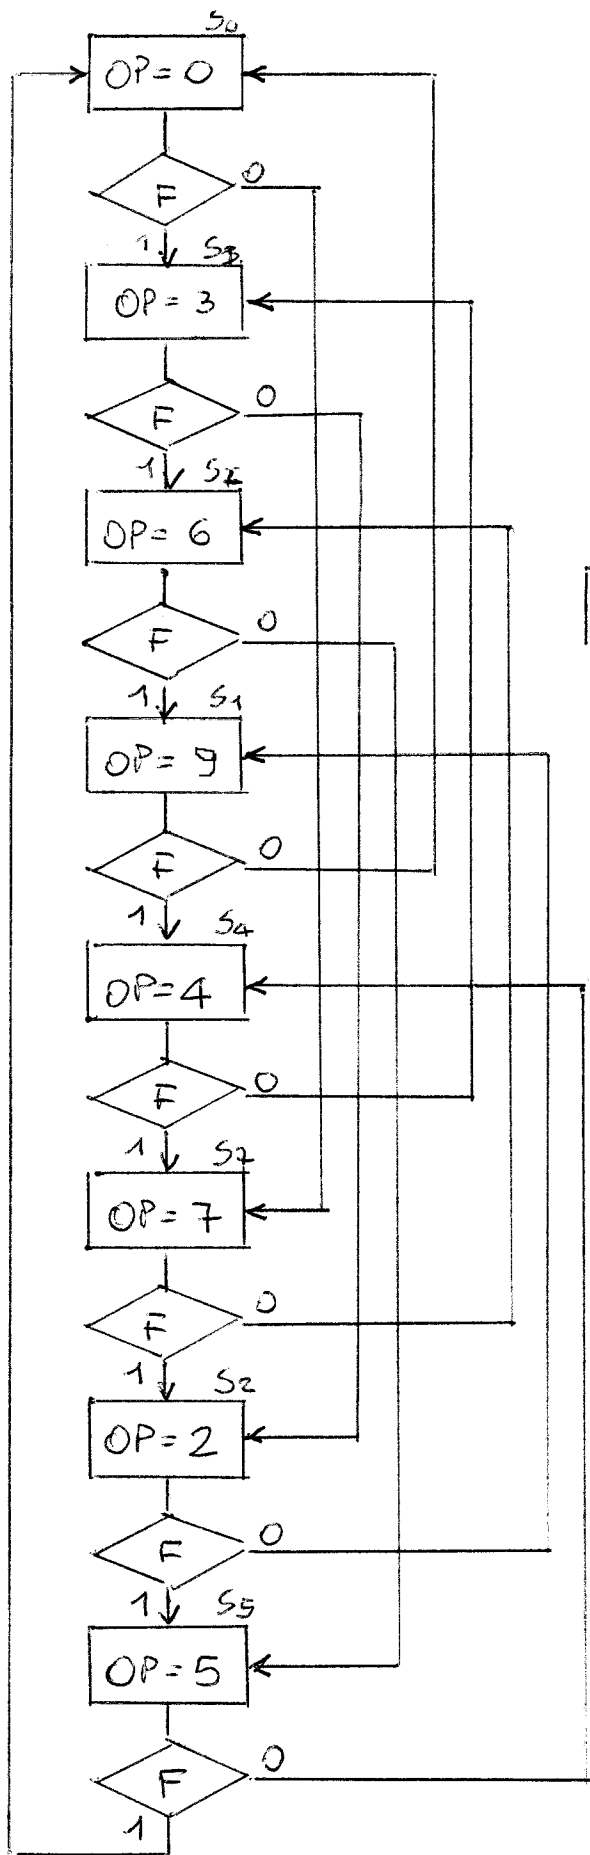 S0
OP = 0
F 0
1 S3
OP = 3
F 0
1
OP = 6
F 0
1 S1
OP = 9
F 0
1 S4
OP = 4
F 0
1 S7
OP = 7
F 0
1 S2
OP = 2
F 0
1 S5
OP = 5
F 0
1